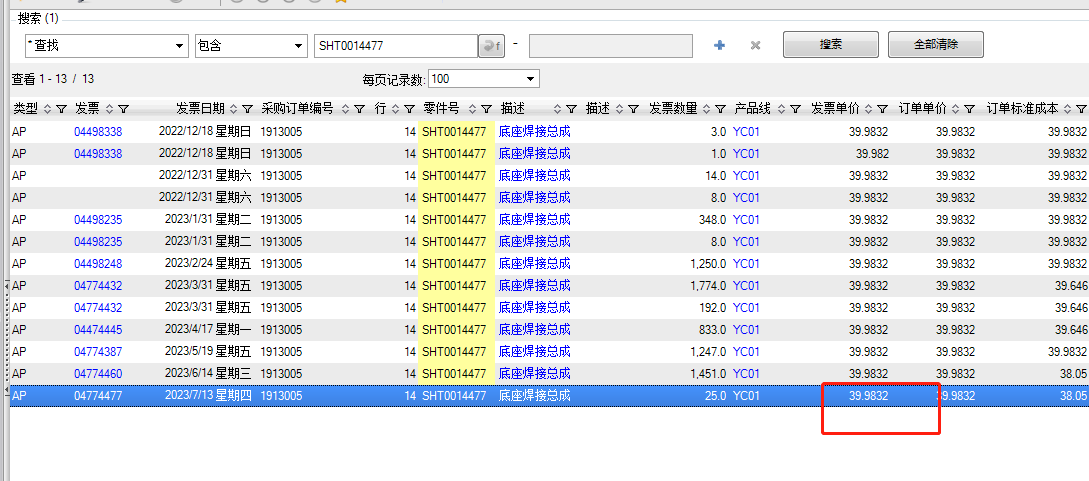 搜索 (1)
*查找 包含 SHT0014477 f - 搜索 全部清除
查看 1 - 13 / 13 每页记录数: 100
类型 发票 发票日期 采购订单编号 行 零件号 描述 描述 发票数量 产品线 发票单价 订单单价 订单标准成本
AP 04498338 2022/12/18 星期日 1913005 14 SHT0014477 底座焊接总成 3.0 YC01 39.9832 39.9832 39.9832
AP 04498338 2022/12/18 星期日 1913005 14 SHT0014477 底座焊接总成 1.0 YC01 39.982 39.9832 39.9832
AP 2022/12/31 星期六 1913005 14 SHT0014477 底座焊接总成 14.0 YC01 39.9832 39.9832 39.9832
AP 2022/12/31 星期六 1913005 14 SHT0014477 底座焊接总成 8.0 YC01 39.9832 39.9832 39.9832
AP 04498235 2023/1/31 星期二 1913005 14 SHT0014477 底座焊接总成 348.0 YC01 39.9832 39.9832 39.9832
AP 04498235 2023/1/31 星期二 1913005 14 SHT0014477 底座焊接总成 8.0 YC01 39.9832 39.9832 39.9832
AP 04498248 2023/2/24 星期五 1913005 14 SHT0014477 底座焊接总成 1,250.0 YC01 39.9832 39.9832 39.9832
AP 04774432 2023/3/31 星期五 1913005 14 SHT0014477 底座焊接总成 1,774.0 YC01 39.9832 39.9832 39.646
AP 04774432 2023/3/31 星期五 1913005 14 SHT0014477 底座焊接总成 192.0 YC01 39.9832 39.9832 39.646
AP 04474445 2023/4/17 星期一 1913005 14 SHT0014477 底座焊接总成 833.0 YC01 39.9832 39.9832 39.646
AP 04774387 2023/5/19 星期五 1913005 14 SHT0014477 底座焊接总成 1,247.0 YC01 39.9832 39.9832 39.9832
AP 04774460 2023/6/14 星期三 1913005 14 SHT0014477 底座焊接总成 1,451.0 YC01 39.9832 39.9832 38.05
AP 04774477 2023/7/13 星期四 1913005 14 SHT0014477 底座焊接总成 25.0 YC01 39.9832 39.9832 38.05